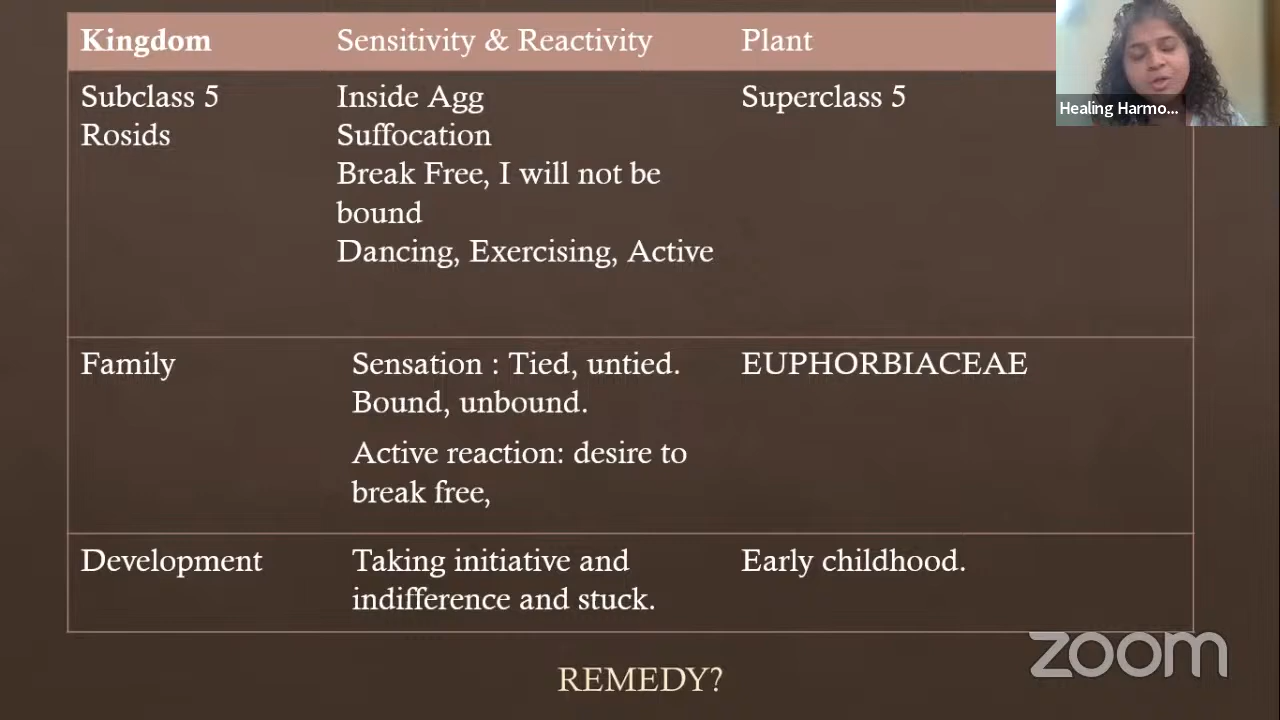 Kingdom Sensitivity & Reactivity Plant
Healing Harmo...
Subclass 5 Inside Agg Superclass 5
Rosids Suffocation
Break Free, I will not be
bound
Dancing, Exercising, Active
Family Sensation : Tied, untied. EUPHORBIACEAE
Bound, unbound.
Active reaction: desire to
break free,
Development Taking initiative and Early childhood.
indifference and stuck.
zoom
REMEDY?